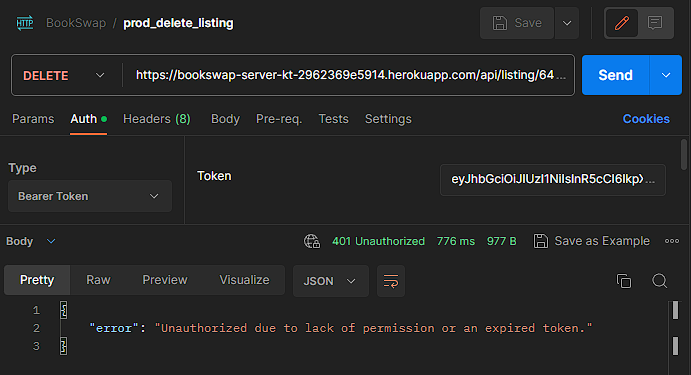 HTTP BookSwap / prod_delete_listing Save
DELETE https://bookswap-server-kt-2962369e5914.herokuapp.com/api/listing/64... Send
Params Auth Headers (8) Body Pre-req. Tests Settings Cookies
Type
Bearer Token
Token eyJhbGciOiJIUzI1NiIsInR5cCI6IkpX...
Body 401 Unauthorized 776 ms 977 B Save as Example
Pretty Raw Preview Visualize JSON
1 {
2 "error": "Unauthorized due to lack of permission or an expired token."
3 }